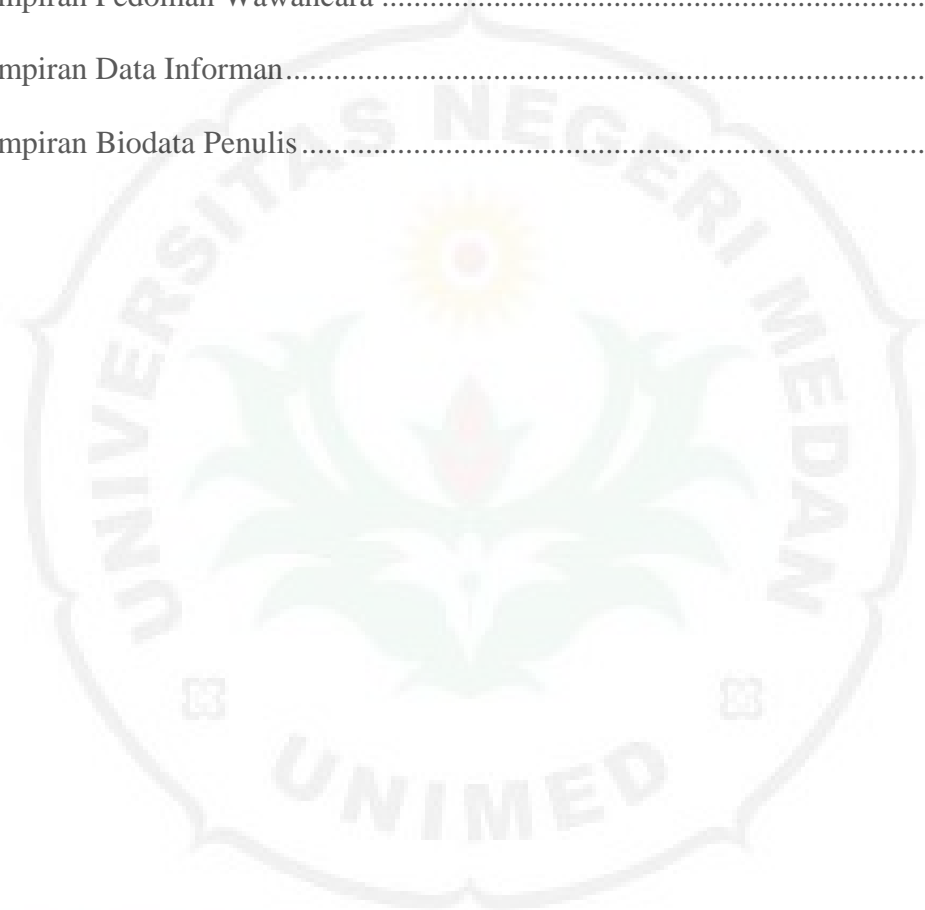 mpiran Pedoman Wawancara ....................................................................
mpiran Data Informan................................................................................
mpiran Biodata Penulis..............................................................................
UNIVERSITAS NEGERI MEDAN
UNIMED